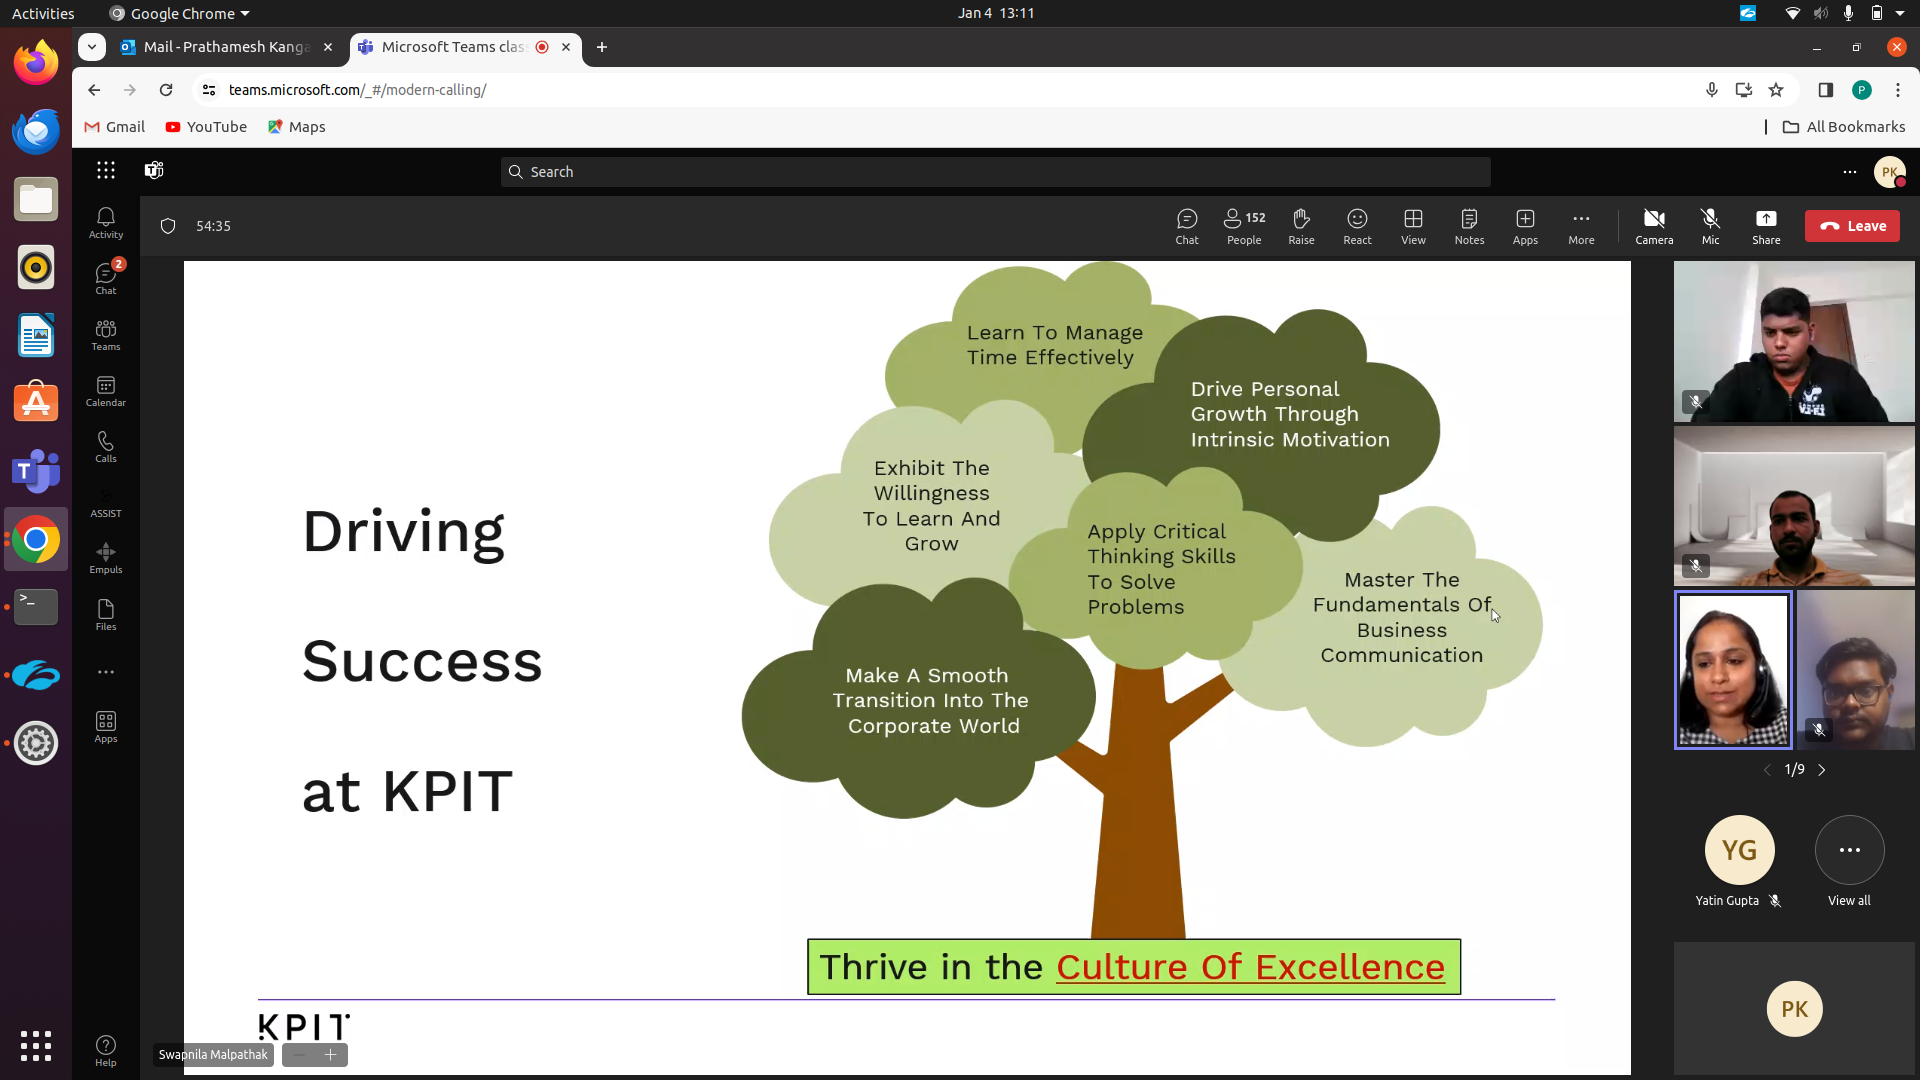 Activities
Google Chrome
Jan 4 13:11
Mail - Prathamesh Kanga
Microsoft Teams clas
teams.microsoft.com/_#/modern-calling/
P
Gmail
YouTube
Maps
All Bookmarks
Search
PK
Activity
54:35
Chat
152
People
Raise
React
View
Notes
Apps
More
Camera
Mic
Share
Leave
2
Chat
Teams
Calendar
Calls
ASSIST
Empuls
Files
Apps
Help
Driving
Success
at KPIT
Learn To Manage
Time Effectively
Drive Personal
Growth Through
Intrinsic Motivation
Exhibit The
Willingness
To Learn And
Grow
Apply Critical
Thinking Skills
To Solve
Problems
Master The
Fundamentals Of
Business
Communication
Make A Smooth
Transition Into The
Corporate World
Thrive in the Culture Of Excellence
KPIT
Swapnila Malpathak
1/9
YG
Yatin Gupta
View all
PK